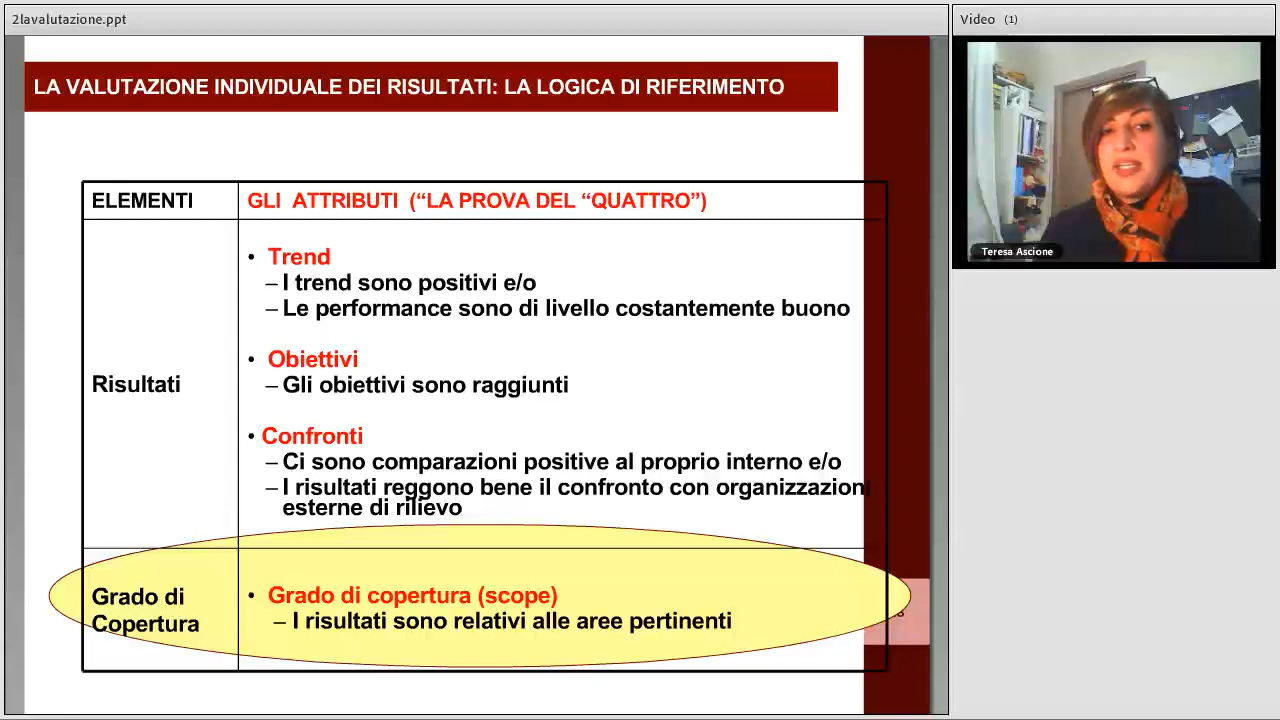 2lavalutazione.ppt
Video (1)
LA VALUTAZIONE INDIVIDUALE DEI RISULTATI: LA LOGICA DI RIFERIMENTO
Teresa Ascione
ELEMENTI
GLI ATTRIBUTI (“LA PROVA DEL “QUATTRO”)
Risultati
• Trend
– I trend sono positivi e/o
– Le performance sono di livello costantemente buono
• Obiettivi
– Gli obiettivi sono raggiunti
• Confronti
– Ci sono comparazioni positive al proprio interno e/o
– I risultati reggono bene il confronto con organizzazioni
esterne di rilievo
Grado di
Copertura
• Grado di copertura (scope)
– I risultati sono relativi alle aree pertinenti